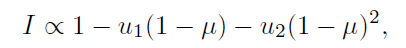 I ∝ 1 − u₁(1 − μ) − u₂(1 − μ)²,